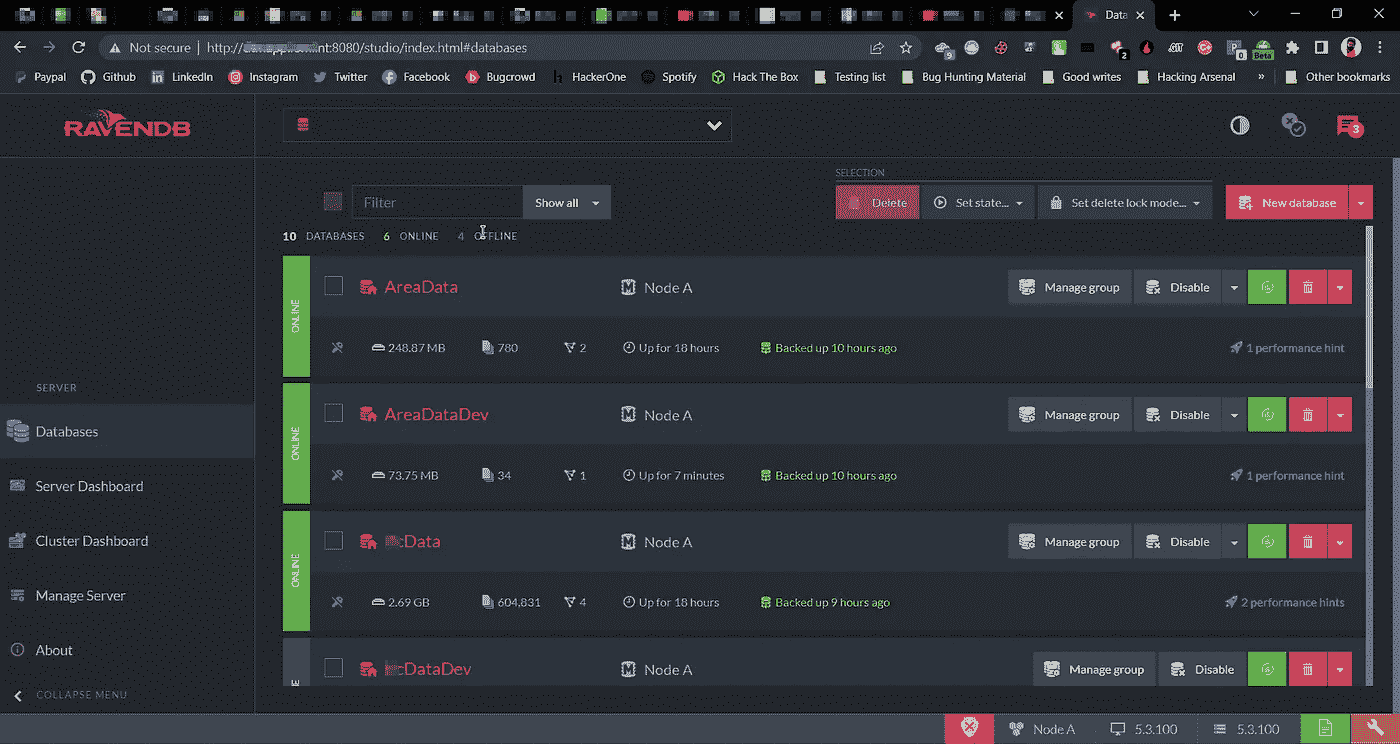 Data
Not secure http:// nt:8080/studio/index.html#databases
9 2 0 Beta
Paypal Github LinkedIn Instagram Twitter Facebook Bugcrowd HackerOne Spotify Hack The Box Testing list Bug Hunting Material Good writes Hacking Arsenal » Other bookmarks
RAVENDB
3
SELECTION
Filter Show all Delete Set state... Set delete lock mode... New database
10 DATABASES 6 ONLINE 4 OFFLINE
ONLINE
AreaData Node A Manage group Disable
248.87 MB 780 2 Up for 18 hours Backed up 10 hours ago 1 performance hint
SERVER
ONLINE
AreaDataDev Node A Manage group Disable
Databases
73.75 MB 34 1 Up for 7 minutes Backed up 10 hours ago 1 performance hint
Server Dashboard
ONLINE
cData Node A Manage group Disable
Cluster Dashboard
2.69 GB 604,831 4 Up for 18 hours Backed up 9 hours ago 2 performance hints
Manage Server
About
cDataDev Node A Manage group Disable
COLLAPSE MENU
Node A 5.3.100 5.3.100